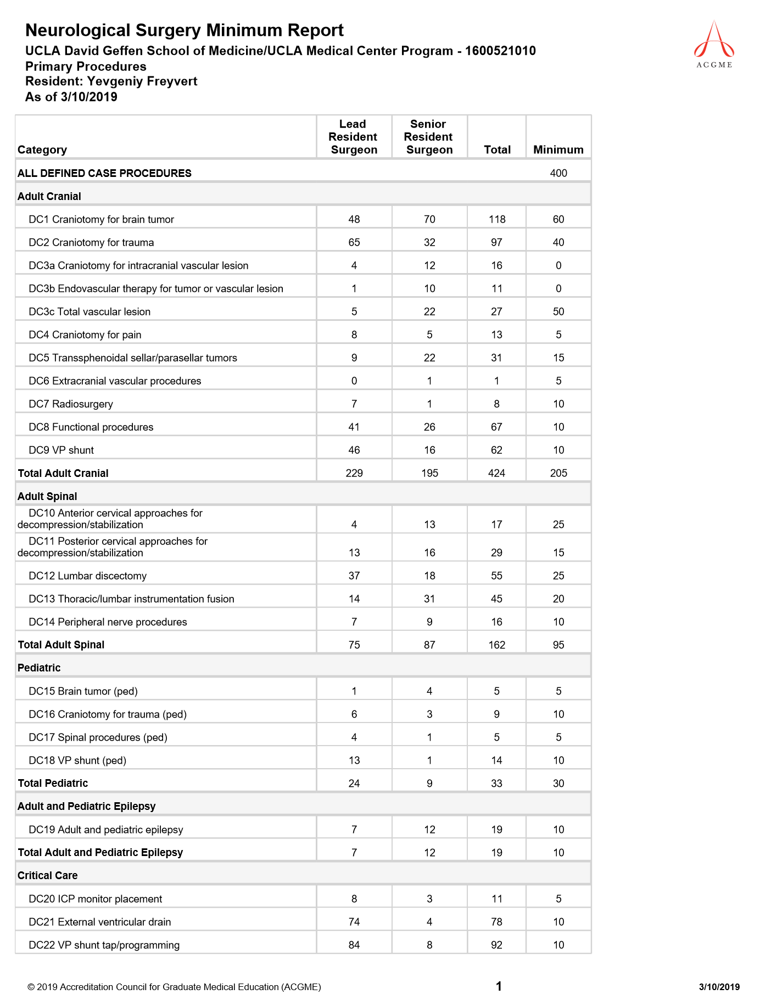 Neurological Surgery Minimum Report
UCLA David Geffen School of Medicine/UCLA Medical Center Program - 1600521010
Primary Procedures
Resident: Yevgeniy Freyvert
As of 3/10/2019
ACGME
Category Lead Resident Surgeon Senior Resident Surgeon Total Minimum
ALL DEFINED CASE PROCEDURES 400
Adult Cranial
DC1 Craniotomy for brain tumor 48 70 118 60
DC2 Craniotomy for trauma 65 32 97 40
DC3a Craniotomy for intracranial vascular lesion 4 12 16 0
DC3b Endovascular therapy for tumor or vascular lesion 1 10 11 0
DC3c Total vascular lesion 5 22 27 50
DC4 Craniotomy for pain 8 5 13 5
DC5 Transsphenoidal sellar/parasellar tumors 9 22 31 15
DC6 Extracranial vascular procedures 0 1 1 5
DC7 Radiosurgery 7 1 8 10
DC8 Functional procedures 41 26 67 10
DC9 VP shunt 46 16 62 10
Total Adult Cranial 229 195 424 205
Adult Spinal
DC10 Anterior cervical approaches for
decompression/stabilization 4 13 17 25
DC11 Posterior cervical approaches for
decompression/stabilization 13 16 29 15
DC12 Lumbar discectomy 37 18 55 25
DC13 Thoracic/lumbar instrumentation fusion 14 31 45 20
DC14 Peripheral nerve procedures 7 9 16 10
Total Adult Spinal 75 87 162 95
Pediatric
DC15 Brain tumor (ped) 1 4 5 5
DC16 Craniotomy for trauma (ped) 6 3 9 10
DC17 Spinal procedures (ped) 4 1 5 5
DC18 VP shunt (ped) 13 1 14 10
Total Pediatric 24 9 33 30
Adult and Pediatric Epilepsy
DC19 Adult and pediatric epilepsy 7 12 19 10
Total Adult and Pediatric Epilepsy 7 12 19 10
Critical Care
DC20 ICP monitor placement 8 3 11 5
DC21 External ventricular drain 74 4 78 10
DC22 VP shunt tap/programming 84 8 92 10
© 2019 Accreditation Council for Graduate Medical Education (ACGME) 1 3/10/2019